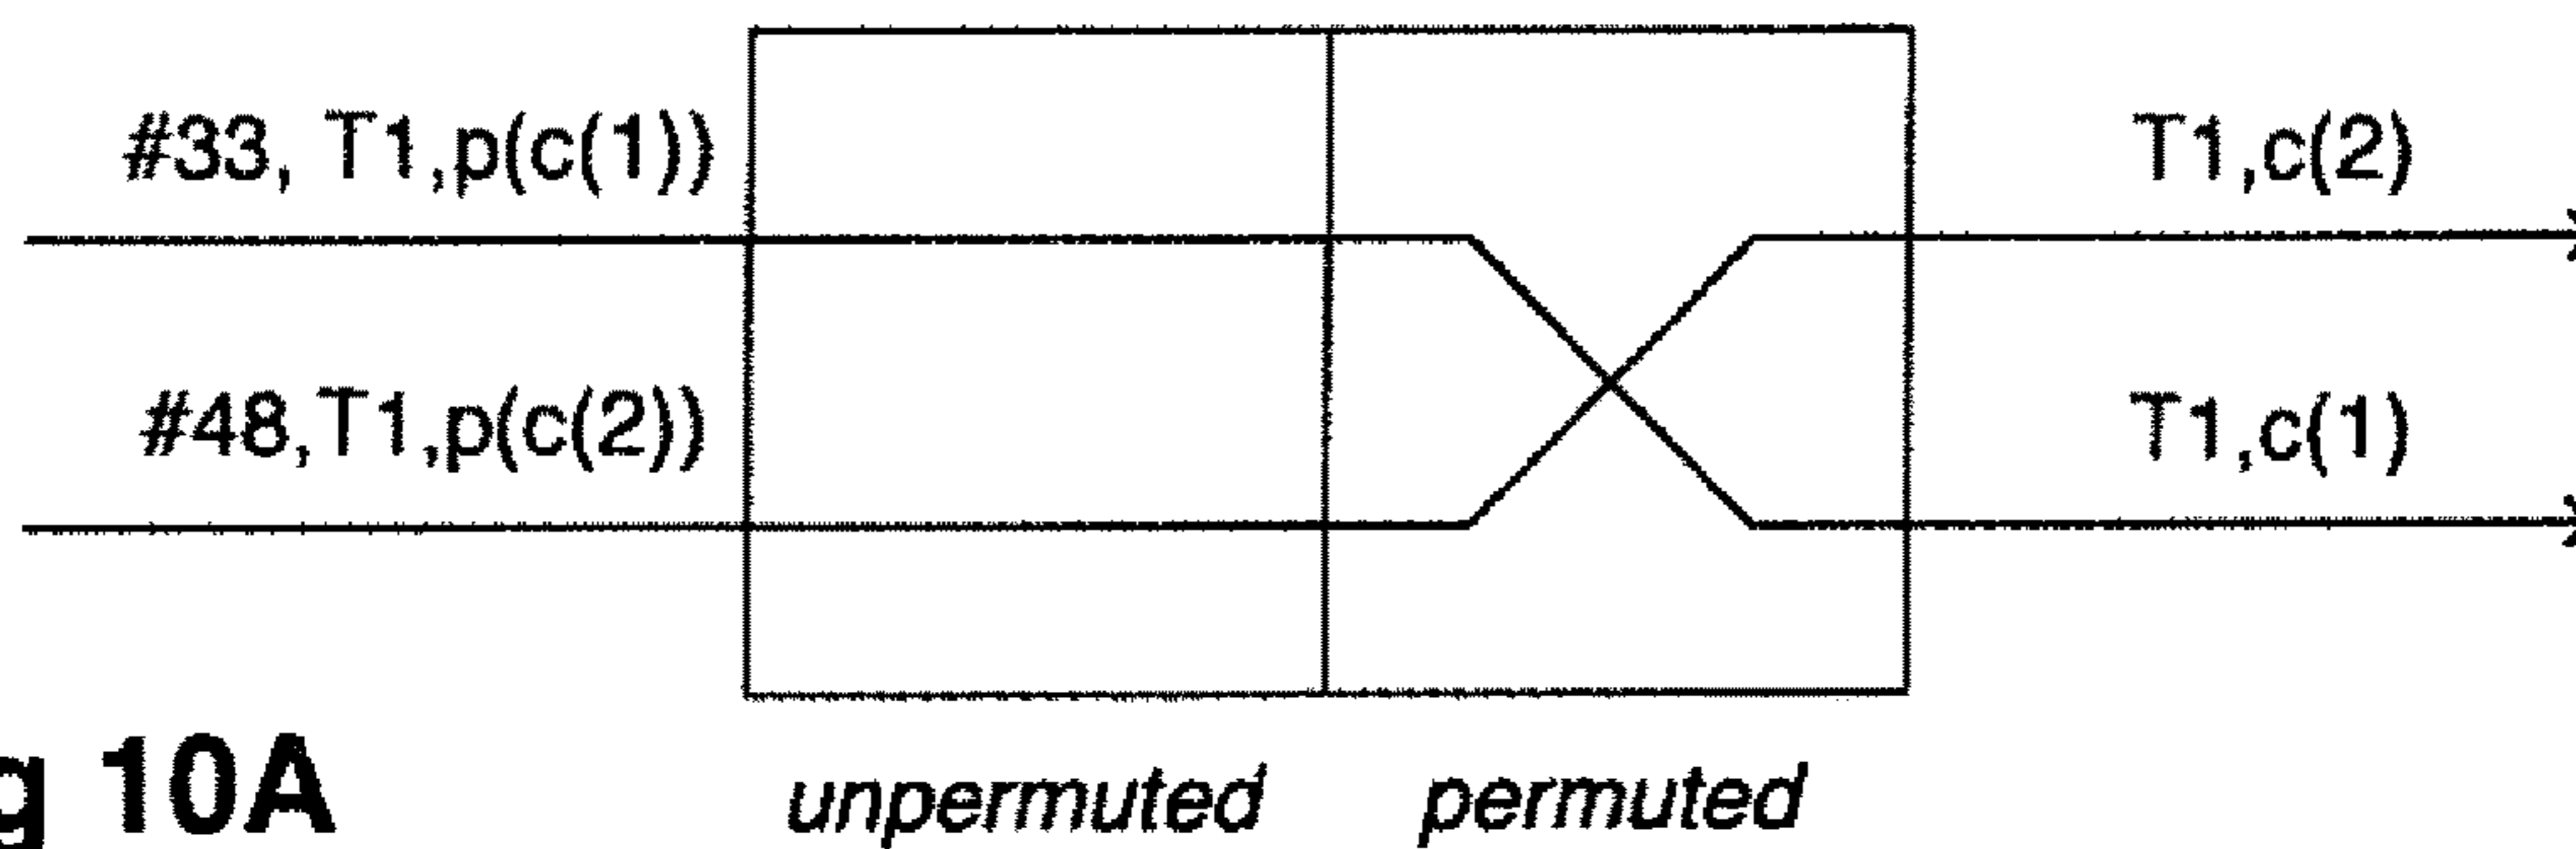 #33, T1,p(c(1))
T1,c(2)
#48,T1,p(c(2))
T1,c(1)
g 10A
unpermuted
permuted